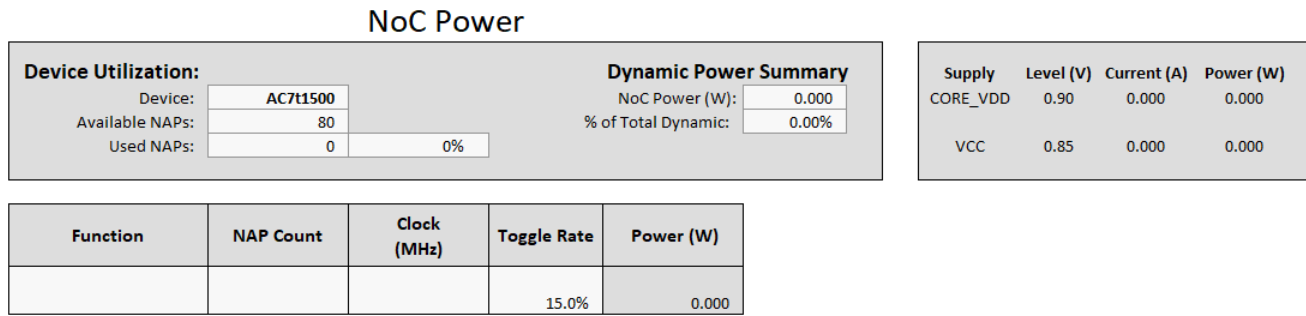 NoC Power
Device Utilization:
Device: AC7t1500
Available NAPs: 80
Used NAPs: 0 0%
Dynamic Power Summary
NoC Power (W): 0.000
% of Total Dynamic: 0.00%
Supply Level (V) Current (A) Power (W)
CORE_VDD 0.90 0.000 0.000
VCC 0.85 0.000 0.000
Function NAP Count Clock (MHz) Toggle Rate Power (W)
15.0% 0.000